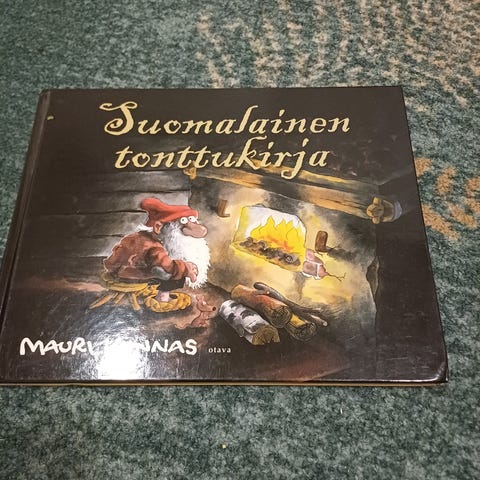 Suomalainen
tonttukirja
MAURI KUNNAS
otava